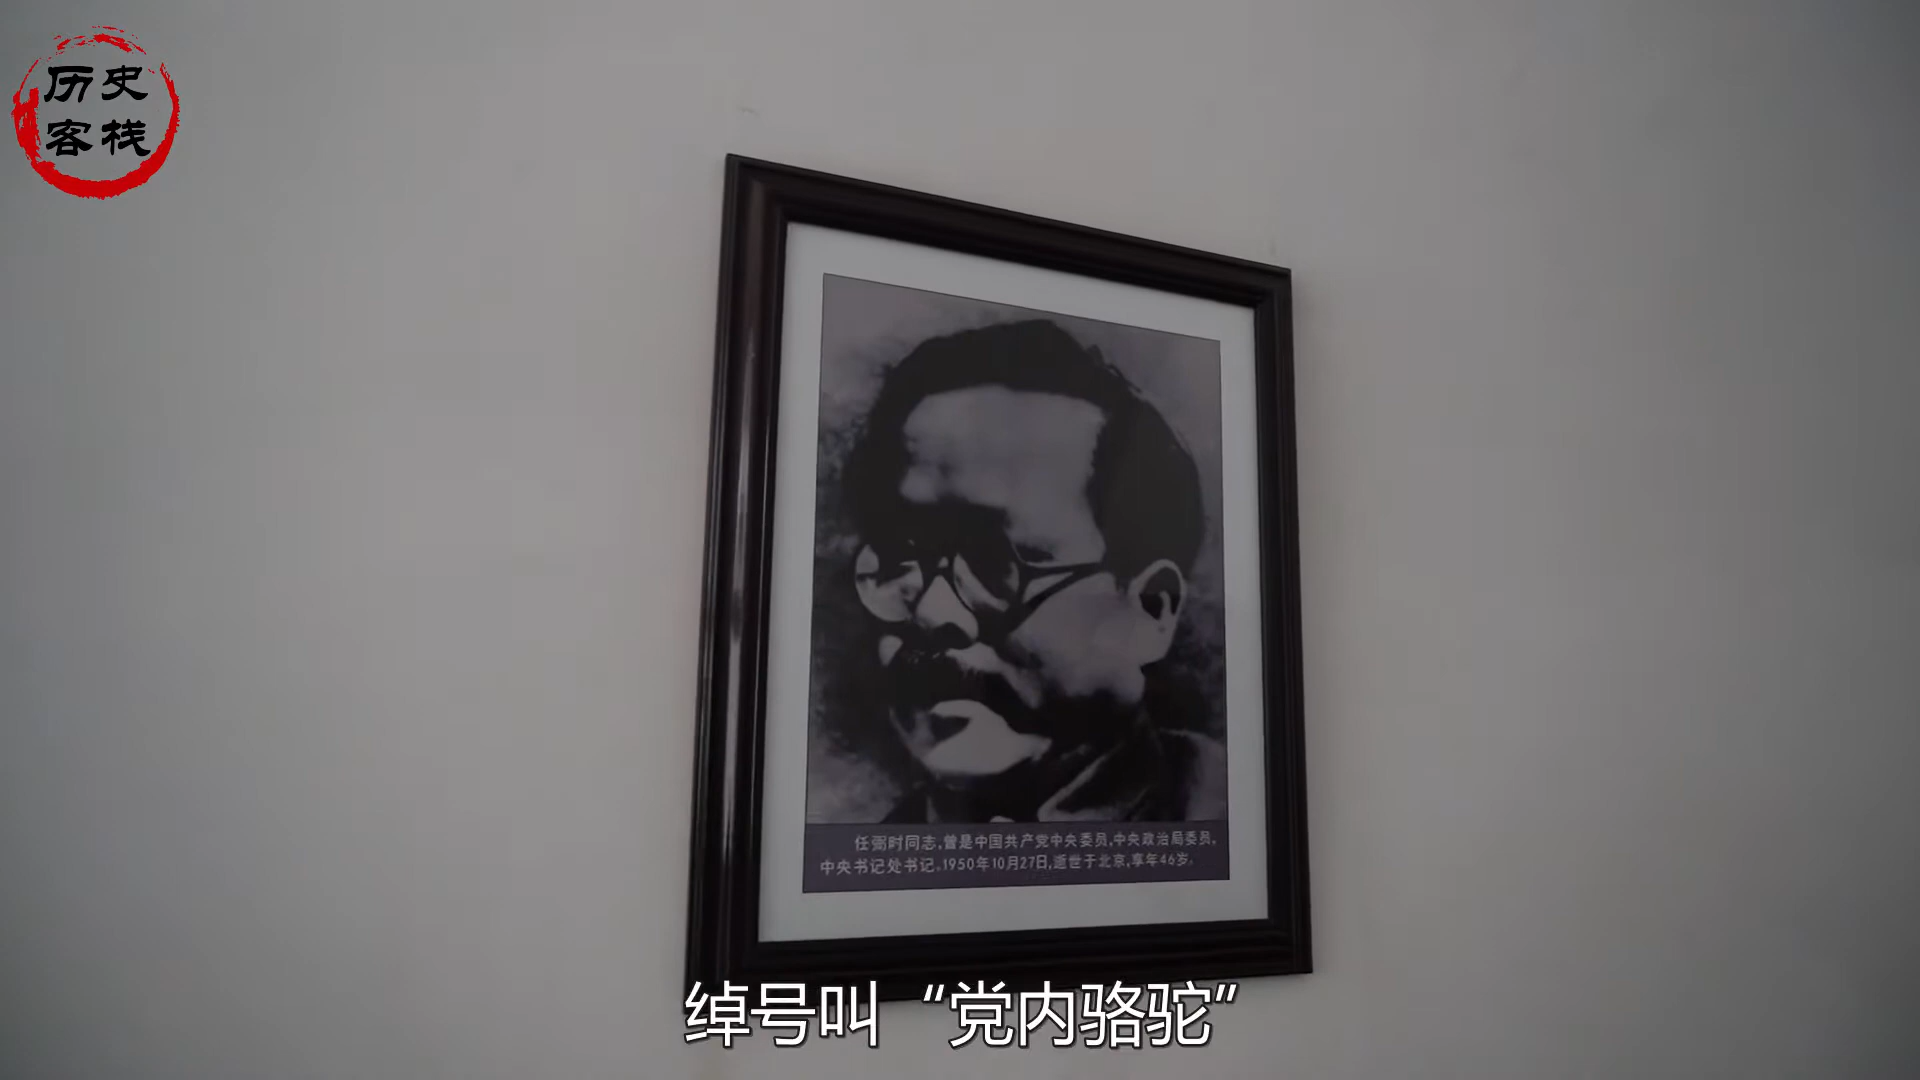 历史
客栈
任弼时同志,曾是中国共产党中央委员,中央政治局委员,
中央书记处书记。1950年10月27日,逝世于北京,享年46岁。
绰号叫“党内骆驼”